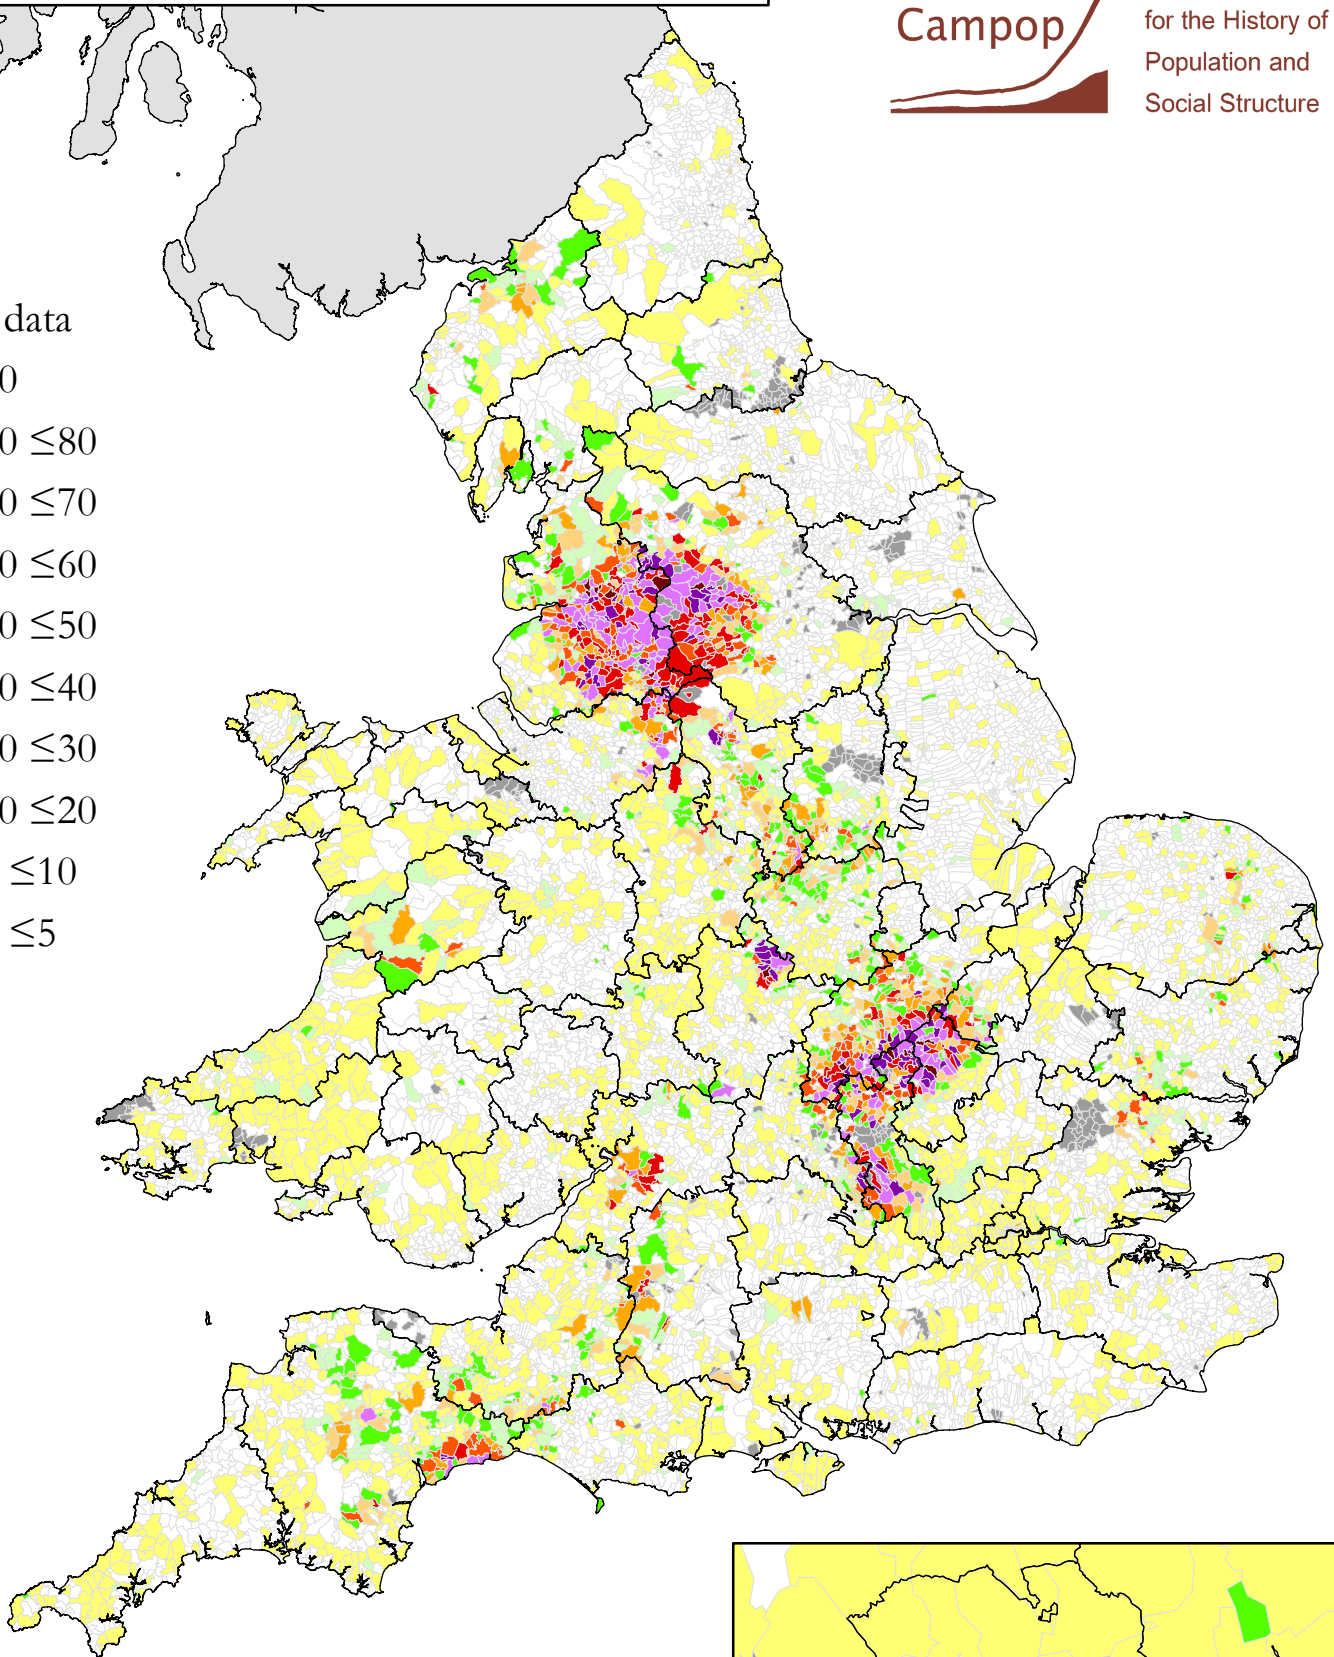 Campop
for the History of
Population and
Social Structure
data
0
0 ≤80
0 ≤70
0 ≤60
0 ≤50
0 ≤40
0 ≤30
0 ≤20
≤10
≤5